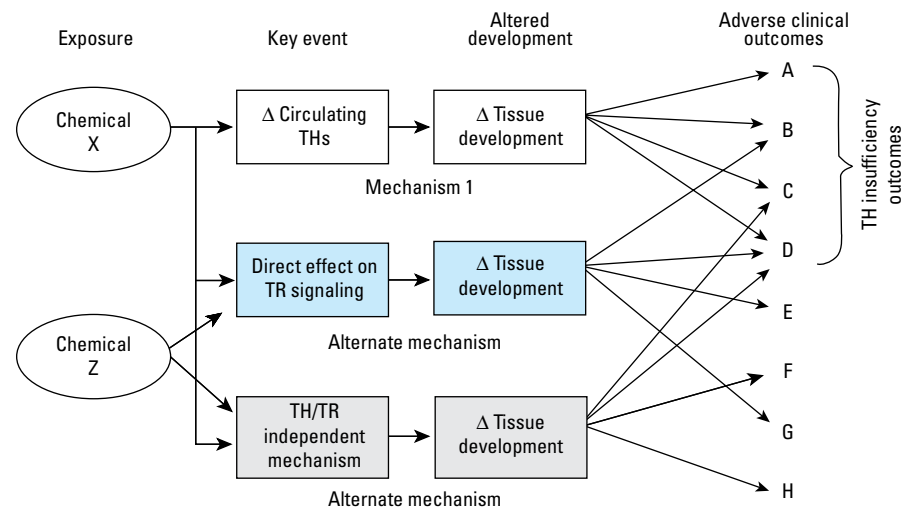 Exposure
Key event
Altered
development
Adverse clinical
outcomes
Chemical
X
Δ Circulating
THs
Δ Tissue
development
Mechanism 1
Direct effect on
TR signaling
Δ Tissue
development
Alternate mechanism
Chemical
Z
TH/TR
independent
mechanism
Δ Tissue
development
Alternate mechanism
A
B
C
D
E
F
G
H
TH insufficiency
outcomes